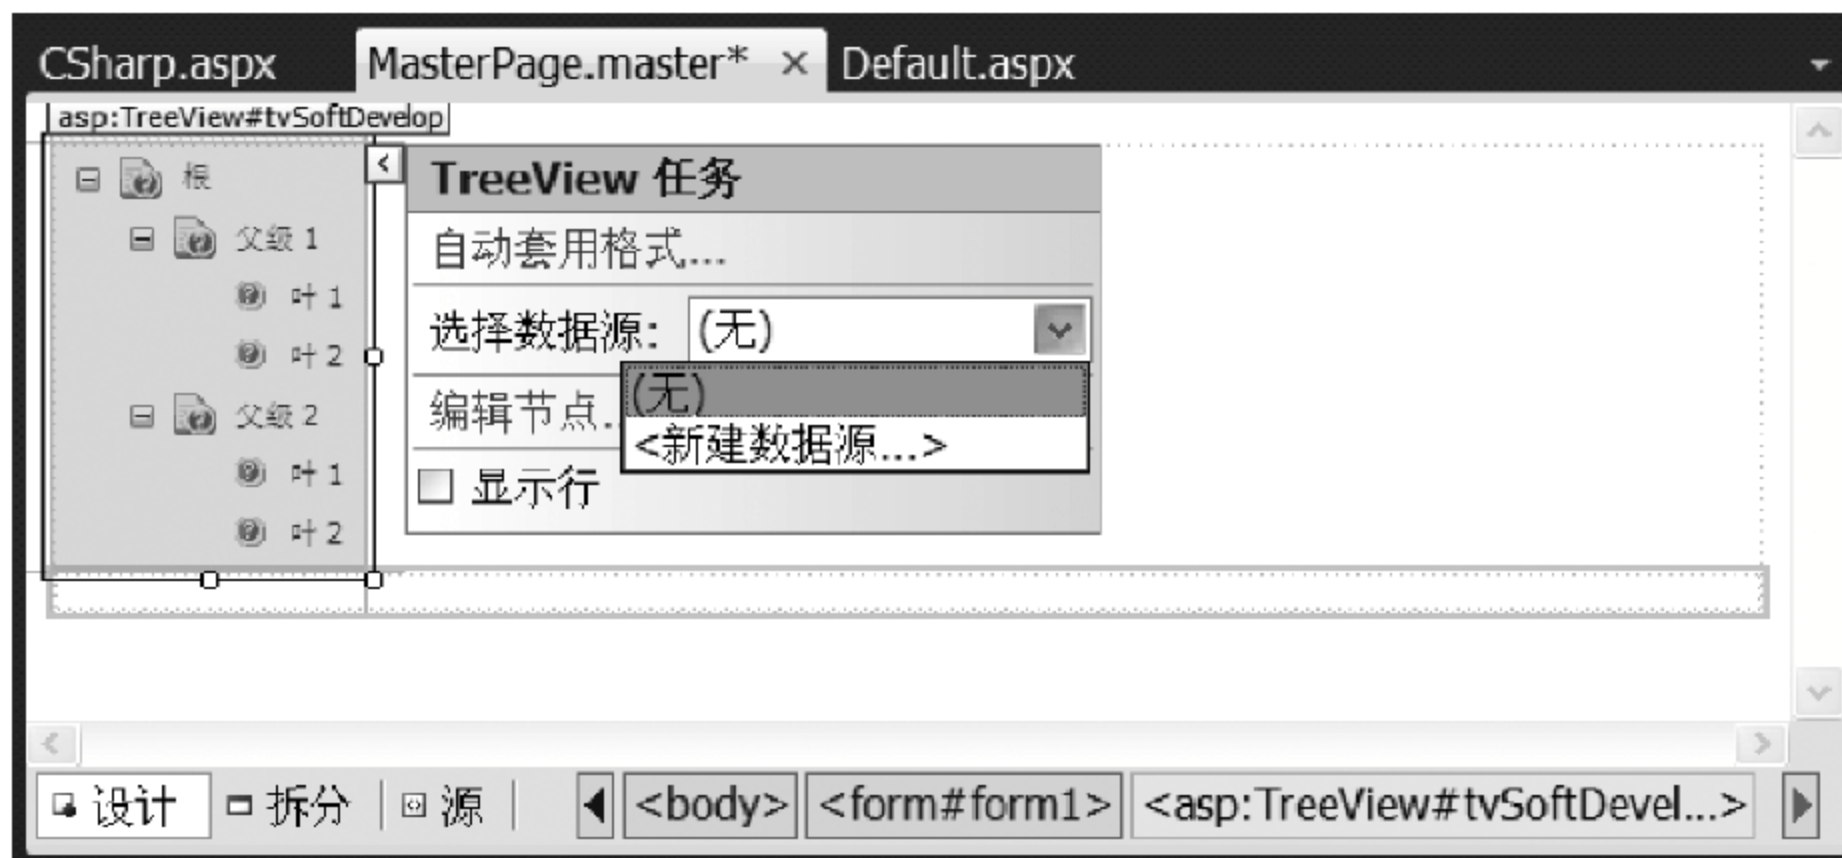 CSharp.aspx MasterPage.master* × Default.aspx
asp:TreeView#tvSoftDevelop
根
父级 1
叶 1
叶 2
父级 2
叶 1
叶 2
TreeView 任务
自动套用格式...
选择数据源: (无)
(无)
<新建数据源...>
编辑节点..
显示行
设计 拆分 源 <body> <form#form1> <asp:TreeView#tvSoftDevel...>